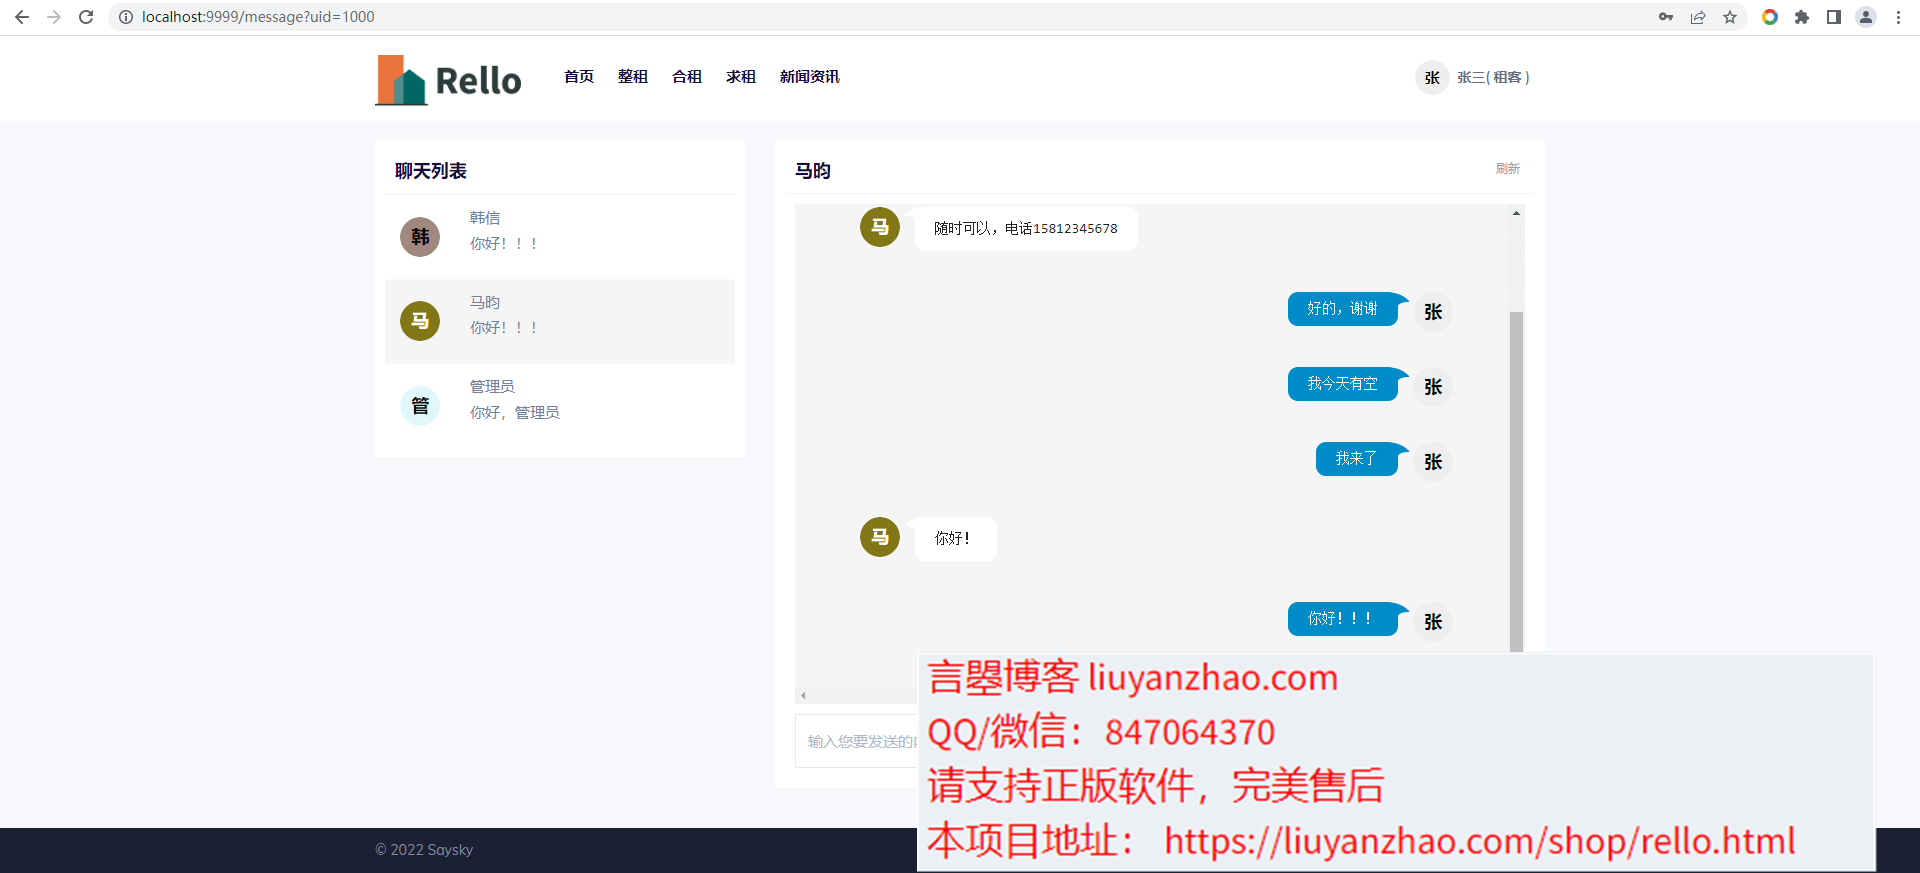 localhost:9999/message?uid=1000
Rello
首页 整租 合租 求租 新闻资讯
张 张三( 租客 )
聊天列表
韩
韩信
你好！！！
马
马昀
你好！！！
管
管理员
你好，管理员
马昀
刷新
马
随时可以，电话15812345678
好的，谢谢
张
我今天有空
张
我来了
张
马
你好！
你好！！！
张
输入您要发送的
言曌博客 liuyanzhao.com
QQ/微信：847064370
请支持正版软件，完美售后
本项目地址： https://liuyanzhao.com/shop/rello.html
© 2022 Saysky